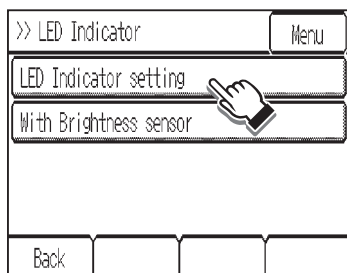 >> LED Indicator
Menu
LED Indicator setting
With Brightness sensor
Back